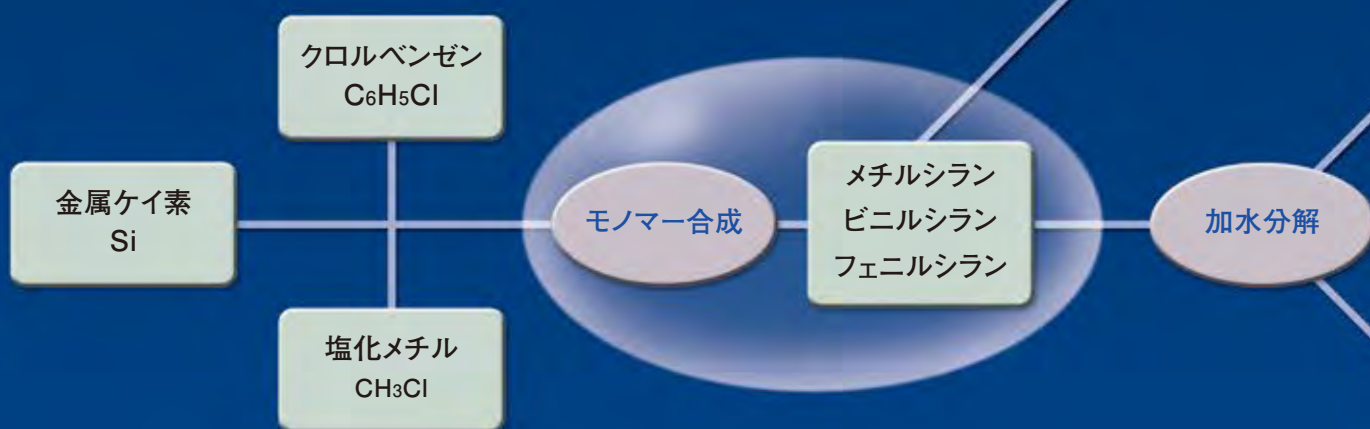 クロルベンゼン
C6H5Cl
金属ケイ素
Si
塩化メチル
CH3Cl
モノマー合成
メチルシラン
ビニルシラン
フェニルシラン
加水分解